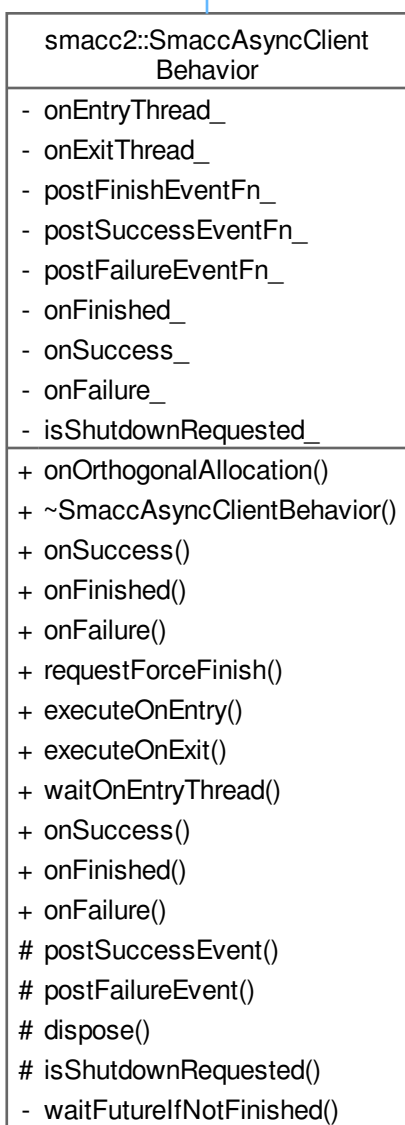 smacc2::SmaccAsyncClient
Behavior
- onEntryThread_
- onExitThread_
- postFinishEventFn_
- postSuccessEventFn_
- postFailureEventFn_
- onFinished_
- onSuccess_
- onFailure_
- isShutdownRequested_
+ onOrthogonalAllocation()
+ ~SmaccAsyncClientBehavior()
+ onSuccess()
+ onFinished()
+ onFailure()
+ requestForceFinish()
+ executeOnEntry()
+ executeOnExit()
+ waitOnEntryThread()
+ onSuccess()
+ onFinished()
+ onFailure()
# postSuccessEvent()
# postFailureEvent()
# dispose()
# isShutdownRequested()
- waitFutureIfNotFinished()